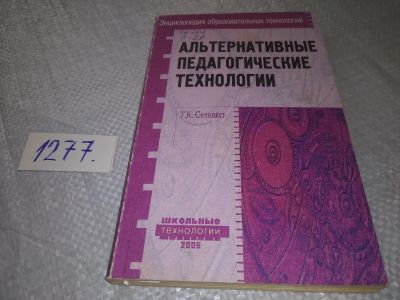 Энциклопедия образовательных технологий
АЛЬТЕРНАТИВНЫЕ
ПЕДАГОГИЧЕСКИЕ
ТЕХНОЛОГИИ
Г.К. Селевко
1277.
ШКОЛЬНЫЕ
ТЕХНОЛОГИИ
2005